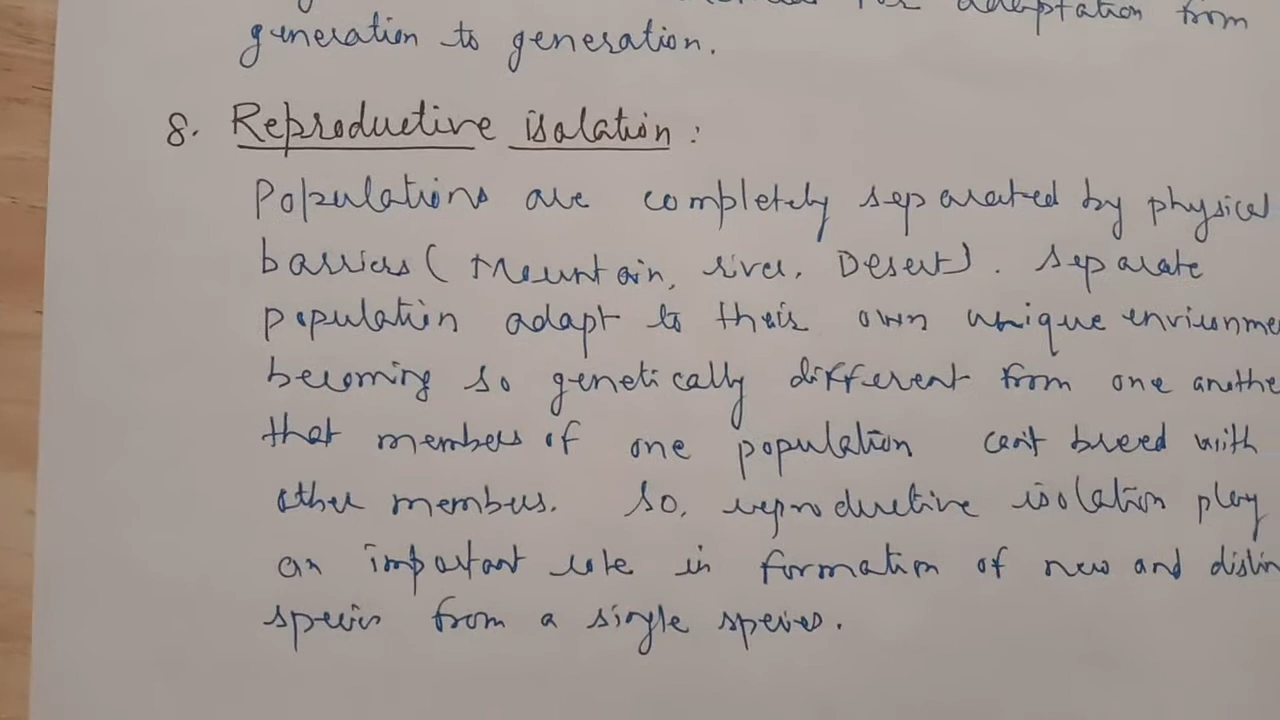 for adaptation from
generation to generation.
8. Reproductive isolation :
Populations are completely separated by physical
barriers ( Mountain, river, Desert) . Separate
population adapt to their own unique environme
becoming so genetically different from one anothe
that members of one population can't breed with
other members. So, reproductive isolation play
an important role in formation of new and distin
species from a single species.